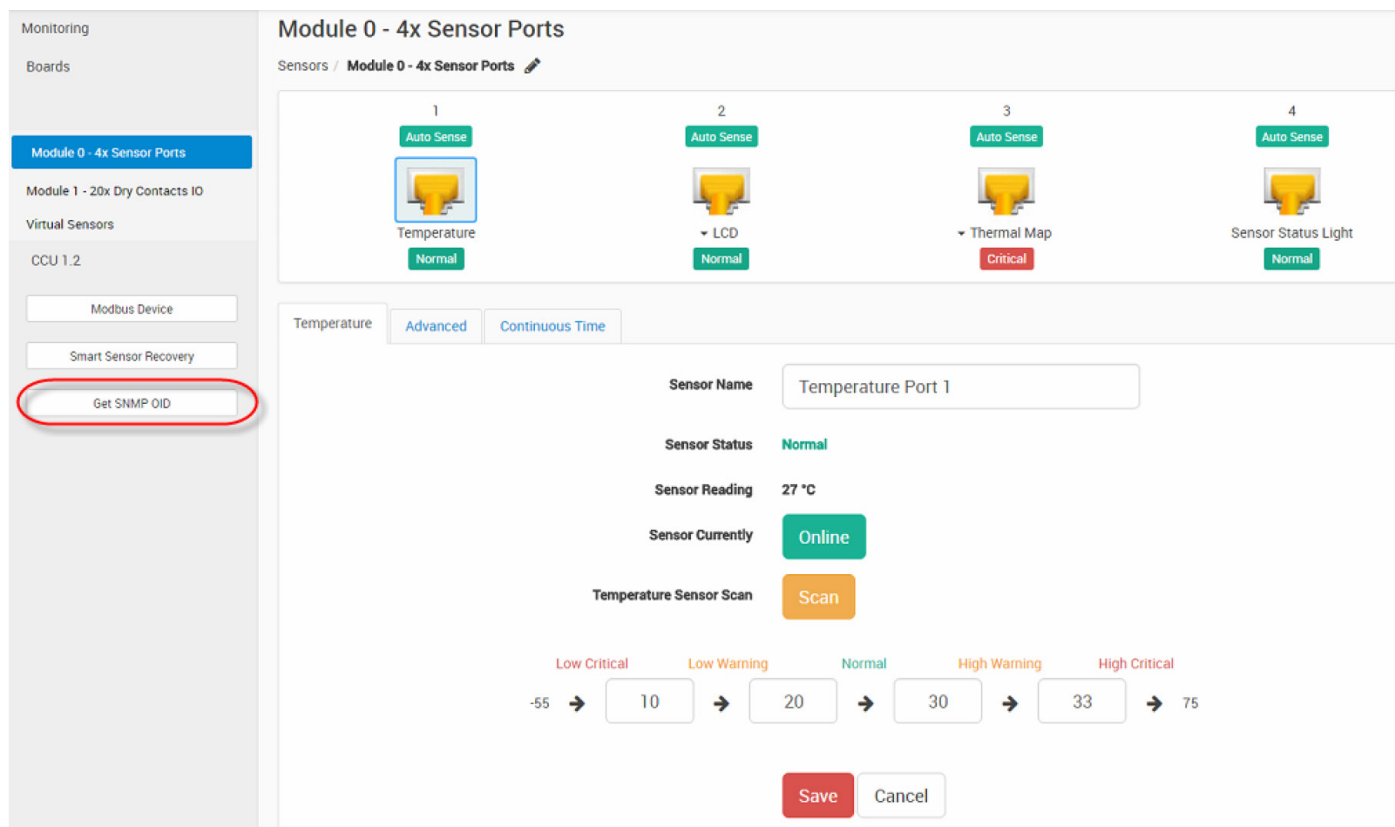 Monitoring
Boards
Module 0 - 4x Sensor Ports
Module 1 - 20x Dry Contacts IO
Virtual Sensors
CCU 1.2
Modbus Device
Smart Sensor Recovery
Get SNMP OID
Module 0 - 4x Sensor Ports
Sensors / Module 0 - 4x Sensor Ports
1 2 3 4
Auto Sense Auto Sense Auto Sense Auto Sense
Temperature LCD Thermal Map Sensor Status Light
Normal Normal Critical Normal
Temperature Advanced Continuous Time
Sensor Name Temperature Port 1
Sensor Status Normal
Sensor Reading 27 °C
Sensor Currently Online
Temperature Sensor Scan Scan
Low Critical Low Warning Normal High Warning High Critical
-55 10 20 30 33 75
Save Cancel